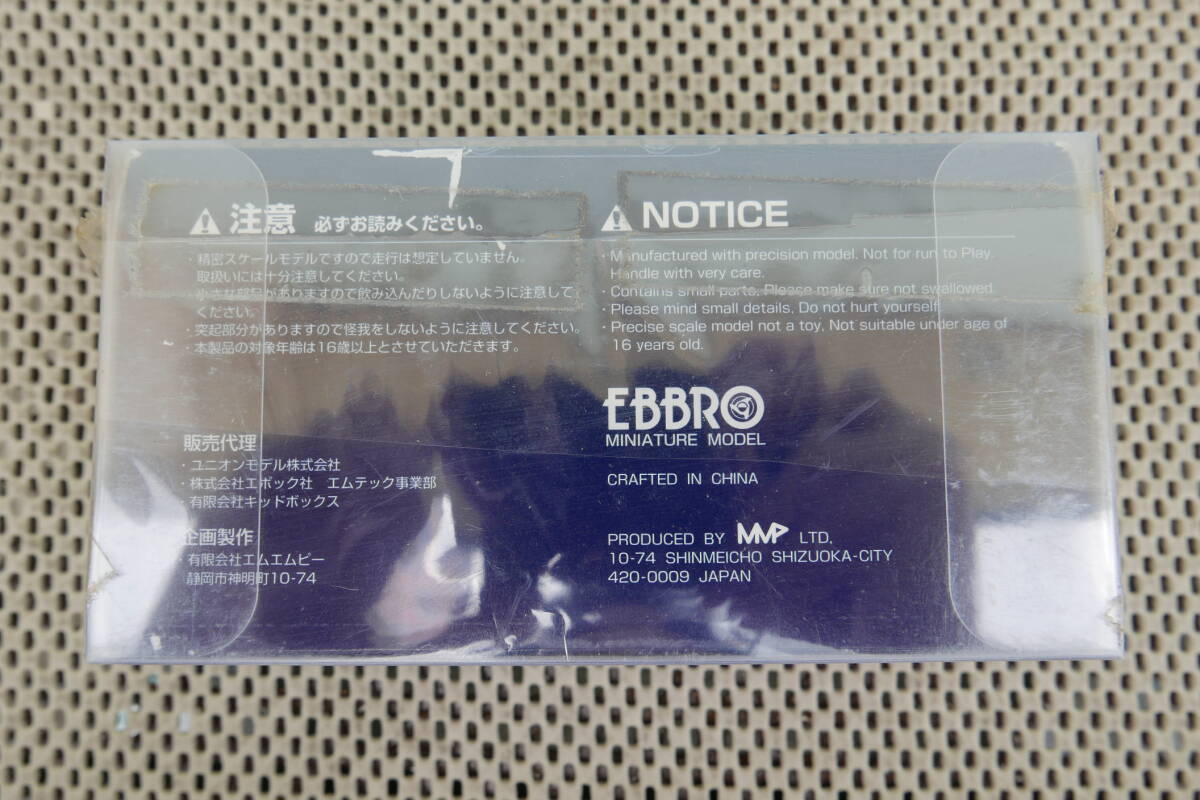 注意 必ずお読みください。
・精密スケールモデルですので走行は想定していません。
取扱いには十分注意してください。
・小さな部品がありますので飲み込んだりしないように注意して
ください。
・突起部分がありますので怪我をしないように注意してください。
・本製品の対象年齢は16歳以上とさせていただきます。
販売代理
・ユニオンモデル株式会社
・株式会社エポック社 エムテック事業部
・有限会社キッドボックス
企画製作
有限会社エムエムピー
静岡市神明町10-74
NOTICE
・Manufactured with precision model. Not for run to Play.
Handle with very care.
・Contains small parts. Please make sure not swallowed.
・Please mind small details. Do not hurt yourself.
・Precise scale model not a toy. Not suitable under age of
16 years old.
EBBRO
MINIATURE MODEL
CRAFTED IN CHINA
PRODUCED BY MMP LTD.
10-74 SHINMEICHO SHIZUOKA-CITY
420-0009 JAPAN